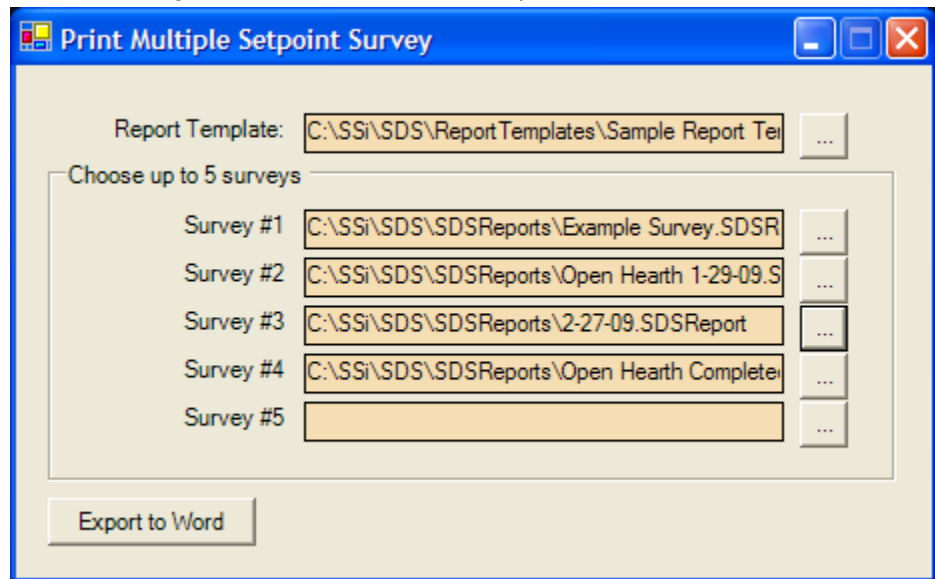 Print Multiple Setpoint Survey
Report Template: C:\SSi\SDS\ReportTemplates\Sample Report Te ...
Choose up to 5 surveys
Survey #1 C:\SSi\SDS\SDSReports\Example Survey.SDSR ...
Survey #2 C:\SSi\SDS\SDSReports\Open Hearth 1-29-09.S ...
Survey #3 C:\SSi\SDS\SDSReports\2-27-09.SDSReport ...
Survey #4 C:\SSi\SDS\SDSReports\Open Hearth Complete ...
Survey #5 ...
Export to Word